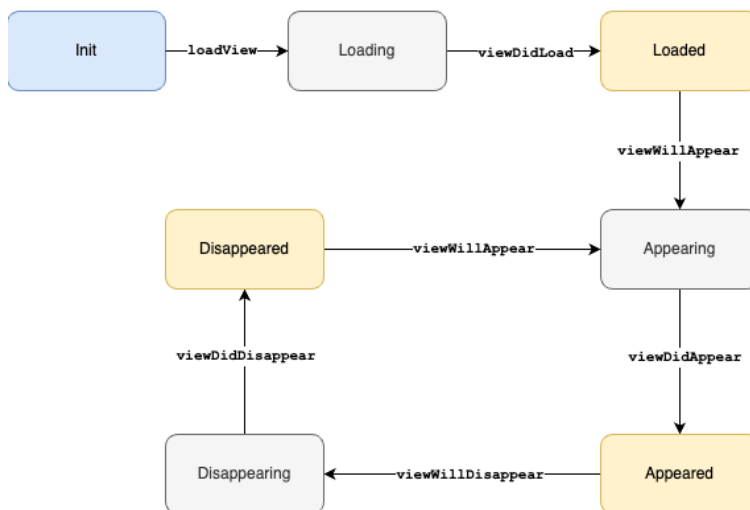 Init
loadView
Loading
viewDidLoad
Loaded
viewWillAppear
Disappeared
viewWillAppear
Appearing
viewDidDisappear
viewDidAppear
Disappearing
viewWillDisappear
Appeared